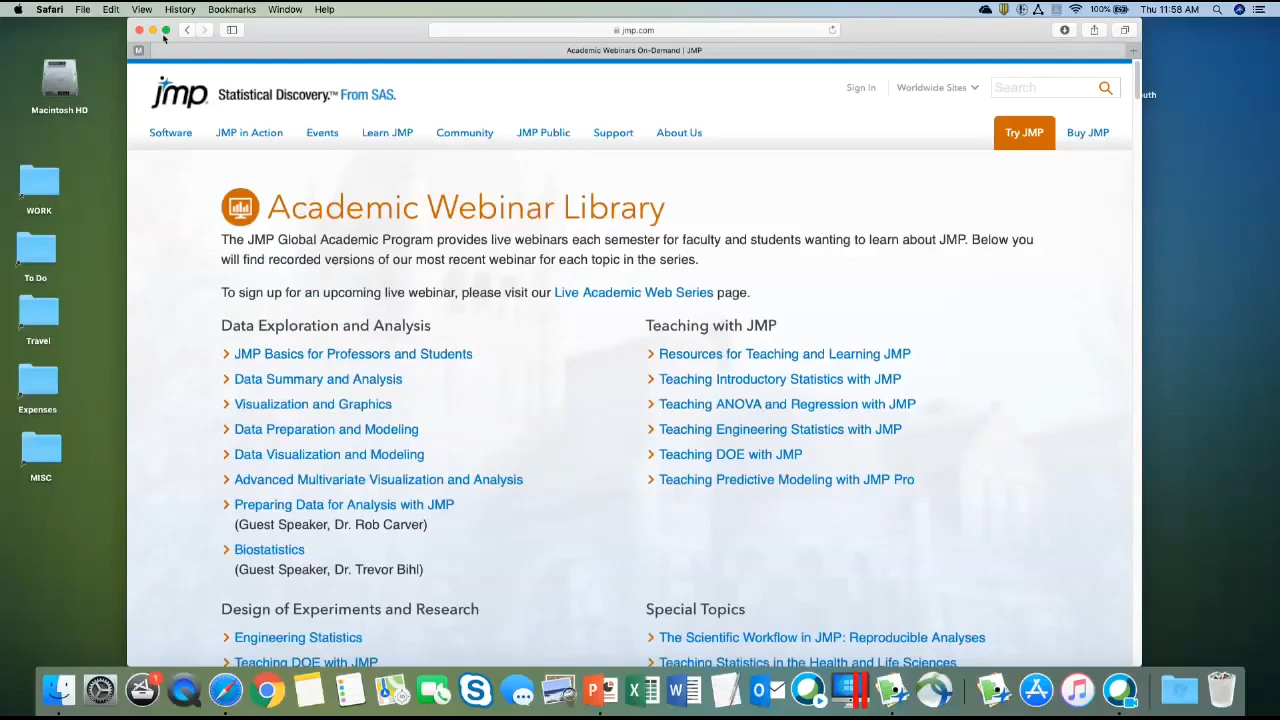 Safari File Edit View History Bookmarks Window Help
100% Thu 11:58 AM
jmp.com
M Academic Webinars On-Demand | JMP
jmp Statistical Discovery.™ From SAS.
Sign In Worldwide Sites Search
Software JMP in Action Events Learn JMP Community JMP Public Support About Us Try JMP Buy JMP
Academic Webinar Library
The JMP Global Academic Program provides live webinars each semester for faculty and students wanting to learn about JMP. Below you
will find recorded versions of our most recent webinar for each topic in the series.
To sign up for an upcoming live webinar, please visit our Live Academic Web Series page.
Data Exploration and Analysis
JMP Basics for Professors and Students
Data Summary and Analysis
Visualization and Graphics
Data Preparation and Modeling
Data Visualization and Modeling
Advanced Multivariate Visualization and Analysis
Preparing Data for Analysis with JMP
(Guest Speaker, Dr. Rob Carver)
Biostatistics
(Guest Speaker, Dr. Trevor Bihl)
Teaching with JMP
Resources for Teaching and Learning JMP
Teaching Introductory Statistics with JMP
Teaching ANOVA and Regression with JMP
Teaching Engineering Statistics with JMP
Teaching DOE with JMP
Teaching Predictive Modeling with JMP Pro
Design of Experiments and Research
Engineering Statistics
Teaching DOE with JMP
Special Topics
The Scientific Workflow in JMP: Reproducible Analyses
Teaching Statistics in the Health and Life Sciences
Macintosh HD
WORK
To Do
Travel
Expenses
MISC
1